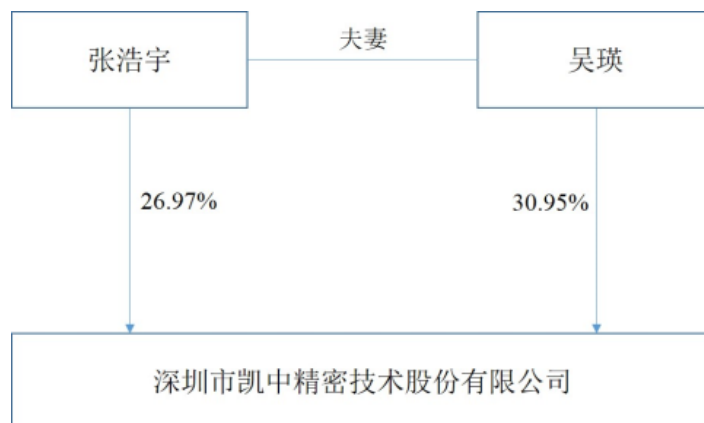 夫妻
张浩宇
吴瑛
26.97%
30.95%
深圳市凯中精密技术股份有限公司